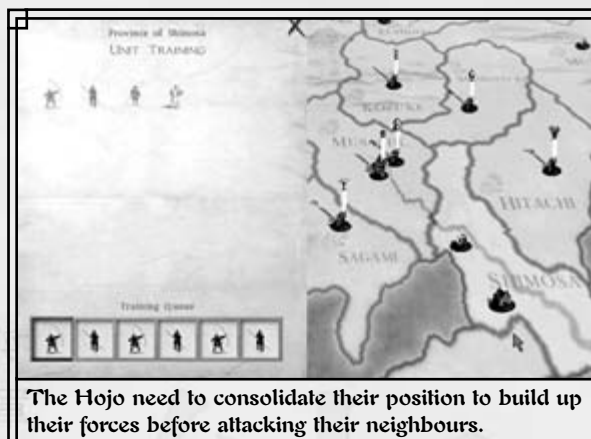 Province of Shimosa
UNIT TRAINING
X
KOZUKE
HITACHI
SAGAMI
SHIMOSA
Training Queue
The Hojo need to consolidate their position to build up
their forces before attacking their neighbours.